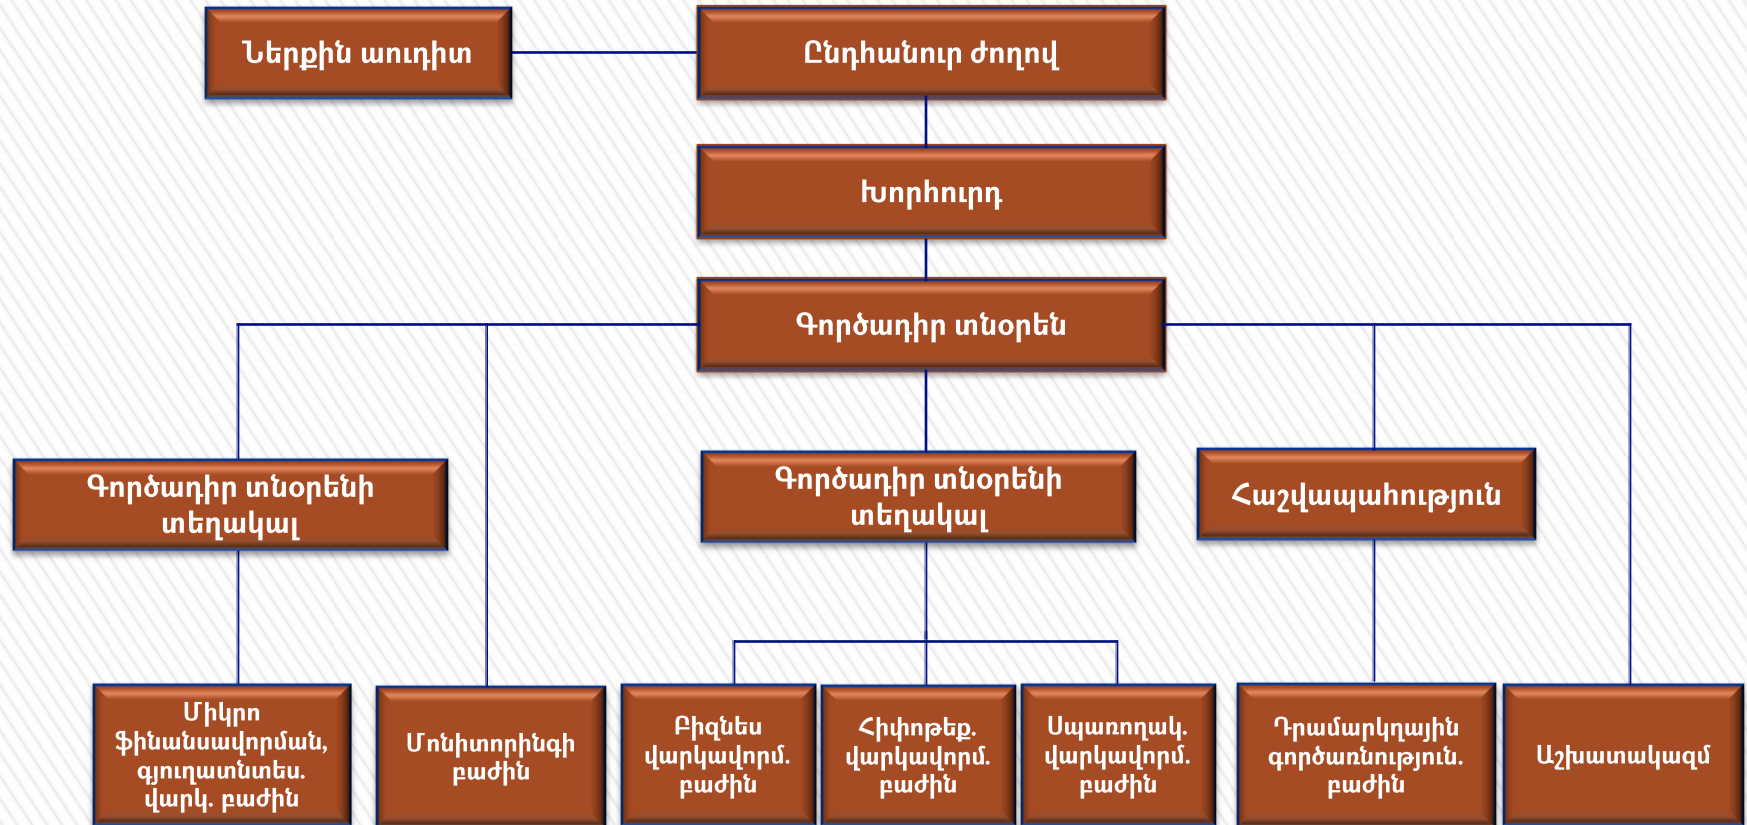 Ներքին աուդիտ
Ընդհանուր ժողով
Խորհուրդ
Գործադիր տնօրեն
Գործադիր տնօրենի
տեղակալ
Գործադիր տնօրենի
տեղակալ
Հաշվապահություն
Միկրո
ֆինանսավորման,
գյուղատնտես.
վարկ. բաժին
Մոնիտորինգի
բաժին
Բիզնես
վարկավորմ.
բաժին
Հիփոթեք.
վարկավորմ.
բաժին
Սպառողակ.
վարկավորմ.
բաժին
Դրամարկղային
գործառնություն.
բաժին
Աշխատակազմ